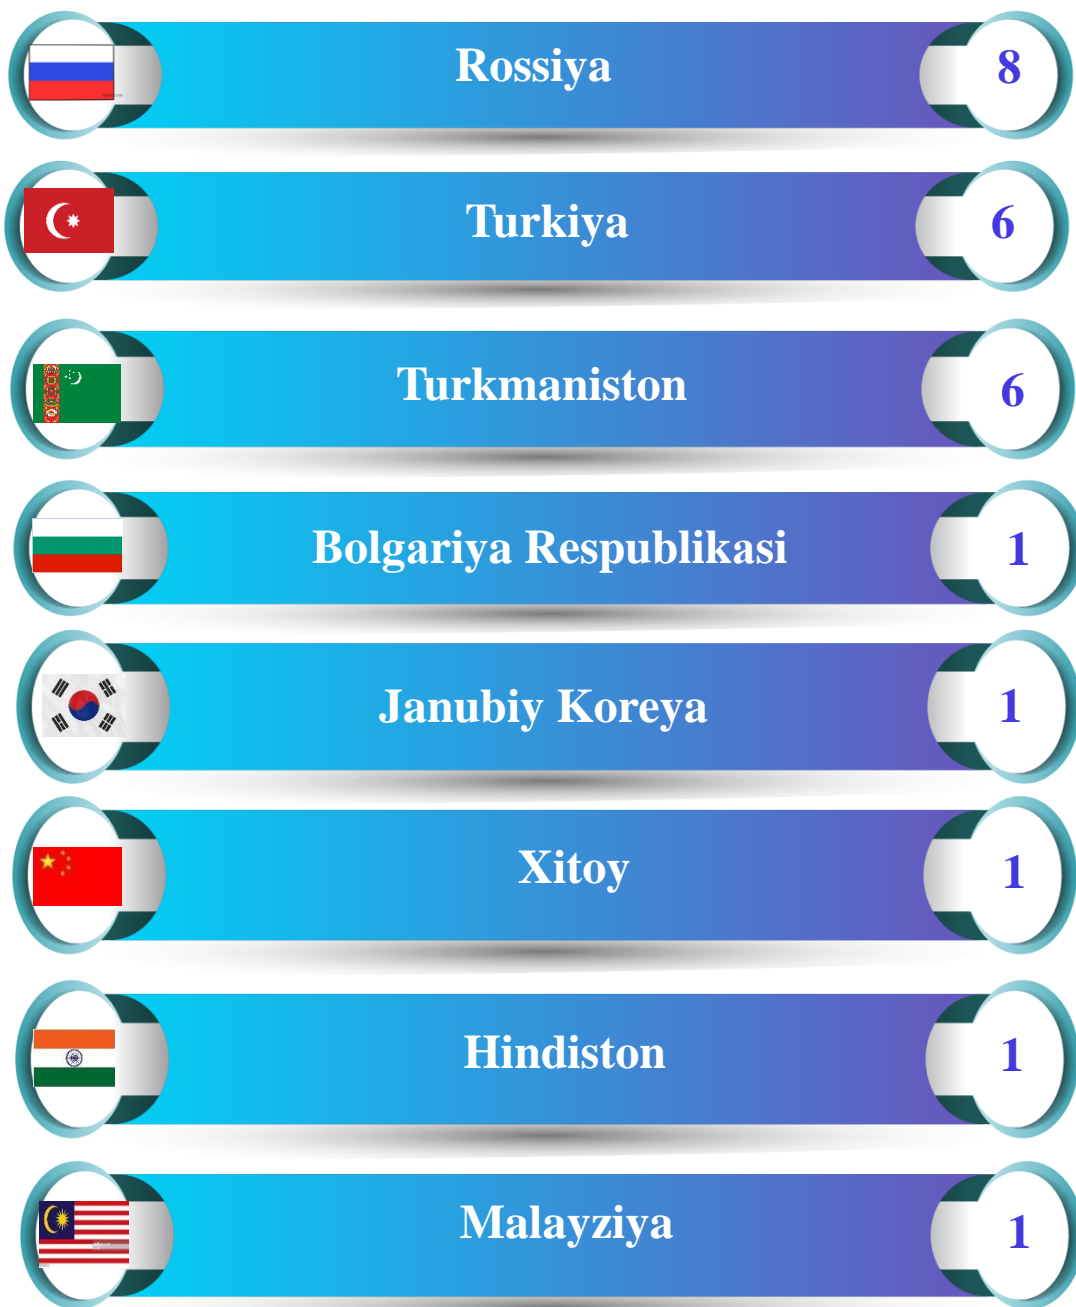 Rossiya 8
Turkiya 6
Turkmaniston 6
Bolgariya Respublikasi 1
Janubiy Koreya 1
Xitoy 1
Hindiston 1
Malayziya 1